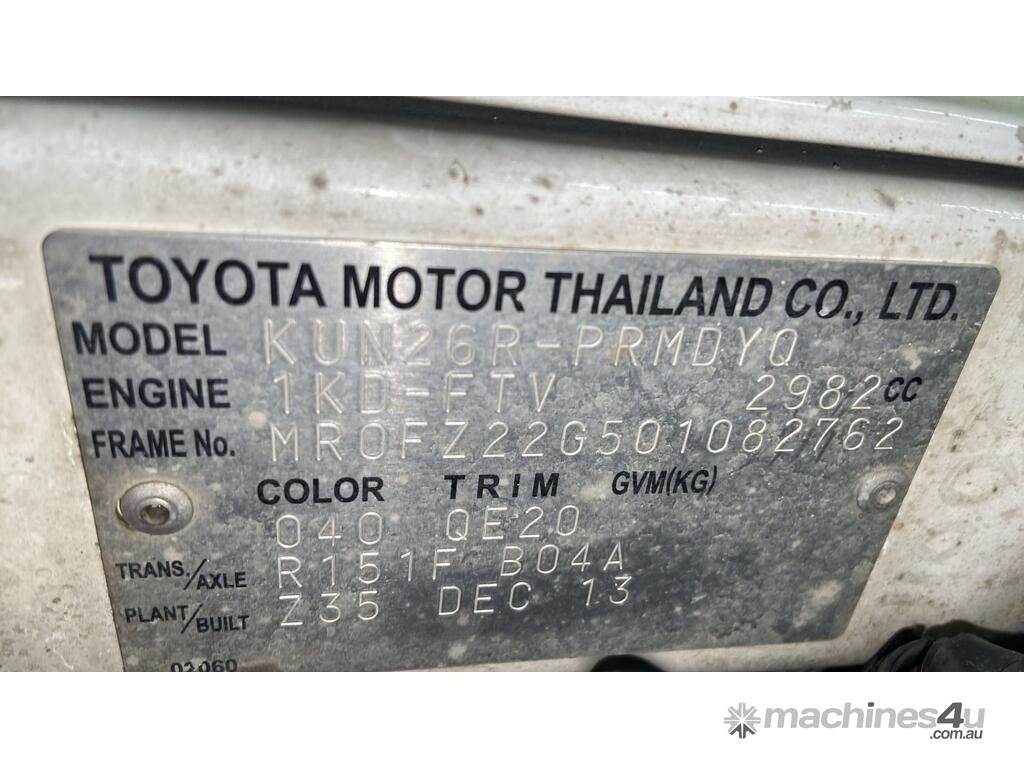 TOYOTA MOTOR THAILAND CO., LTD.
MODEL KUN26R-PRMDYQ
ENGINE 1KD-FTV 2982CC
FRAME No. MR0FZ22G501082762
COLOR TRIM GVM(KG)
040 QE20
TRANS./AXLE R151F B04A
PLANT/BUILT Z35 DEC 13
02060
machines4u
.com.au